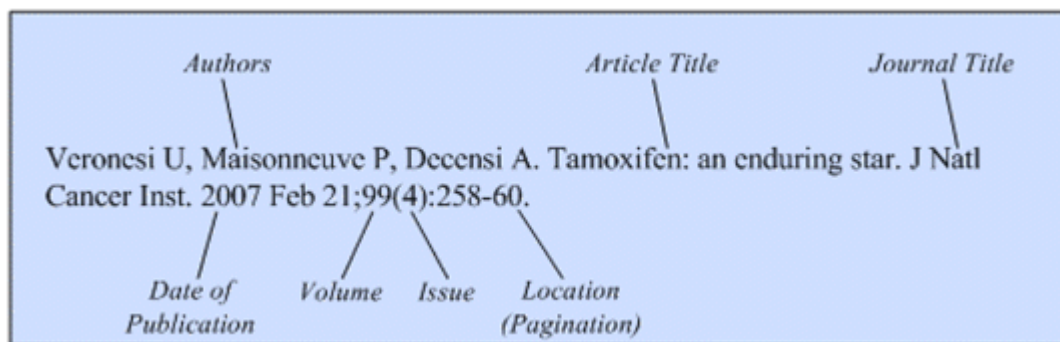 Authors Article Title Journal Title
Veronesi U, Maisonneuve P, Decensi A. Tamoxifen: an enduring star. J Natl
Cancer Inst. 2007 Feb 21;99(4):258-60.
Date of Volume Issue Location
Publication (Pagination)